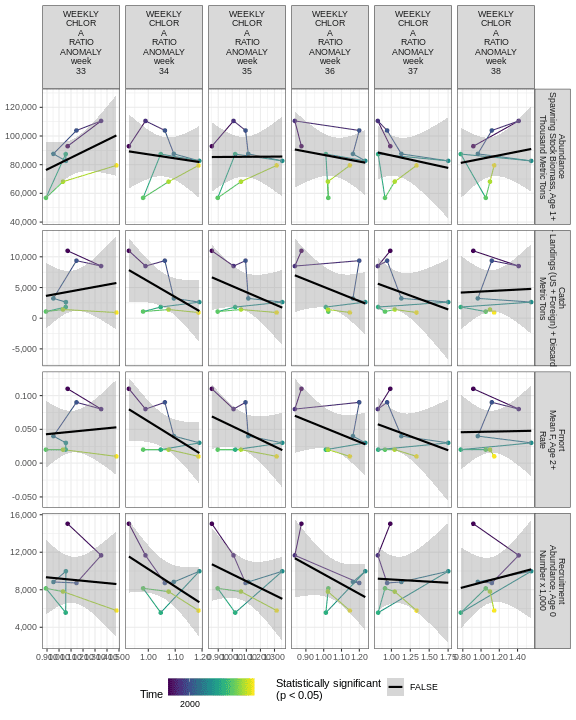 WEEKLY
CHLOR
A
RATIO
ANOMALY
week
33
WEEKLY
CHLOR
A
RATIO
ANOMALY
week
34
WEEKLY
CHLOR
A
RATIO
ANOMALY
week
35
WEEKLY
CHLOR
A
RATIO
ANOMALY
week
36
WEEKLY
CHLOR
A
RATIO
ANOMALY
week
37
WEEKLY
CHLOR
A
RATIO
ANOMALY
week
38
120,000
100,000
80,000
60,000
40,000
Abundance
Spawning Stock Biomass, Age 1+
Thousand Metric Tons
10,000
5,000
0
-5,000
Catch
Landings (US + Foreign) + Discard
Metric Tons
0.100
0.050
0.000
-0.050
Fmort
Mean F, Age 2+
Rate
16,000
12,000
8,000
4,000
Recruitment
Abundance, Age 0
Number x 1,000
1.00 1.10 1.20
1.00 1.10 1.20
1.00 1.25 1.50 1.75
0.80 1.00 1.20 1.40
Time
2000
Statistically significant
(p < 0.05)
FALSE